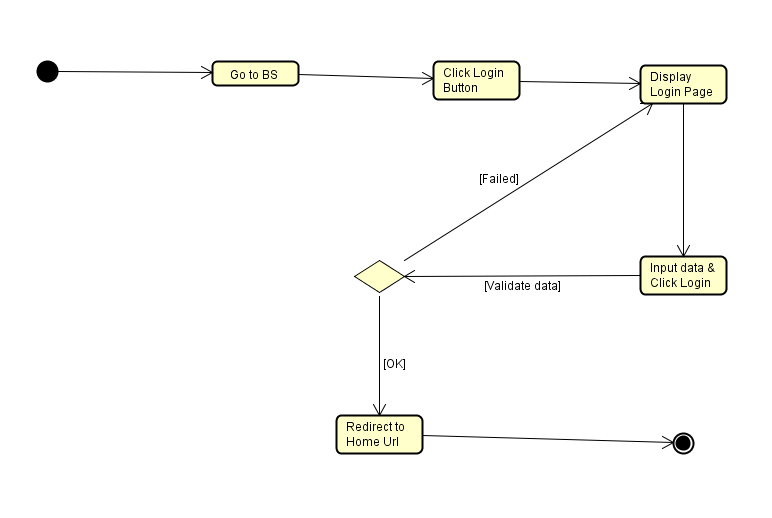 Go to BS
Click Login
Button
Display
Login Page
[Failed]
Input data &
Click Login
[Validate data]
[OK]
Redirect to
Home Url